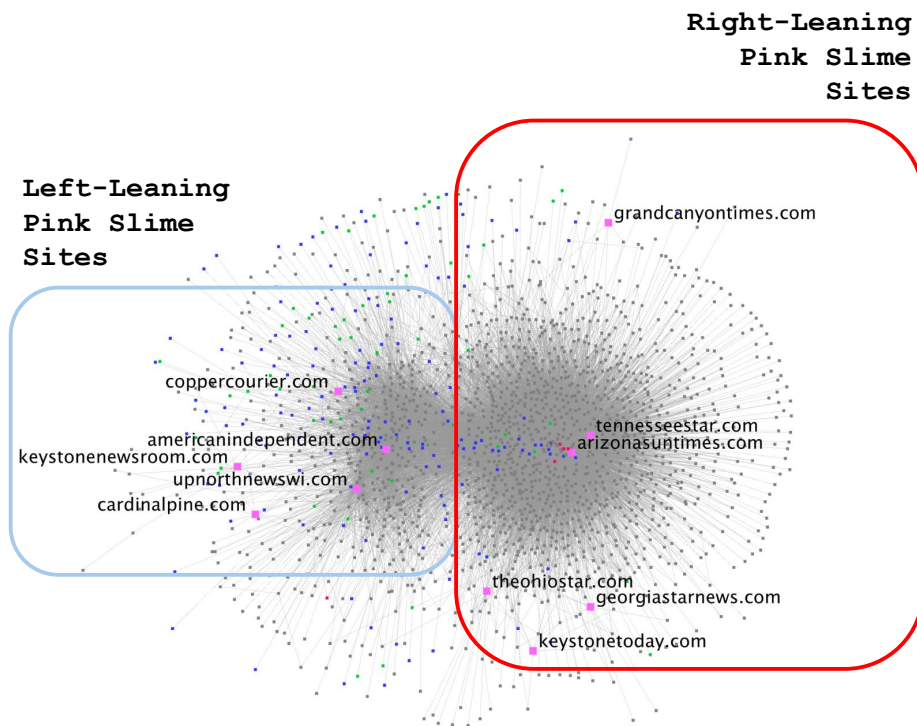 Right-Leaning
Pink Slime
Sites
Left-Leaning
Pink Slime
Sites
grandcanyontimes.com
coppercourier.com
tennesseestar.com
americanindependent.com
arizonasuntimes.com
keystonenewsroom.com
upnorthnewswi.com
cardinalpine.com
theohiostar.com
georgiastarnews.com
keystonetoday.com